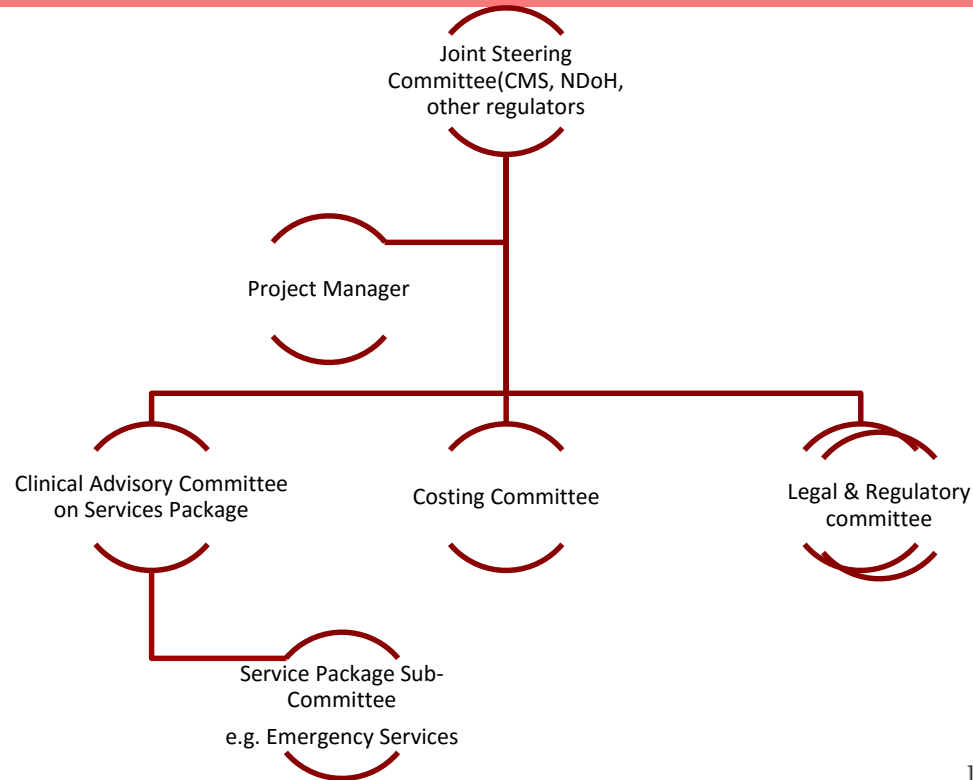 Joint Steering
Committee(CMS, NDoH,
other regulators
Project Manager
Clinical Advisory Committee
on Services Package
Costing Committee
Legal & Regulatory
committee
Service Package Sub-
Committee
e.g. Emergency Services